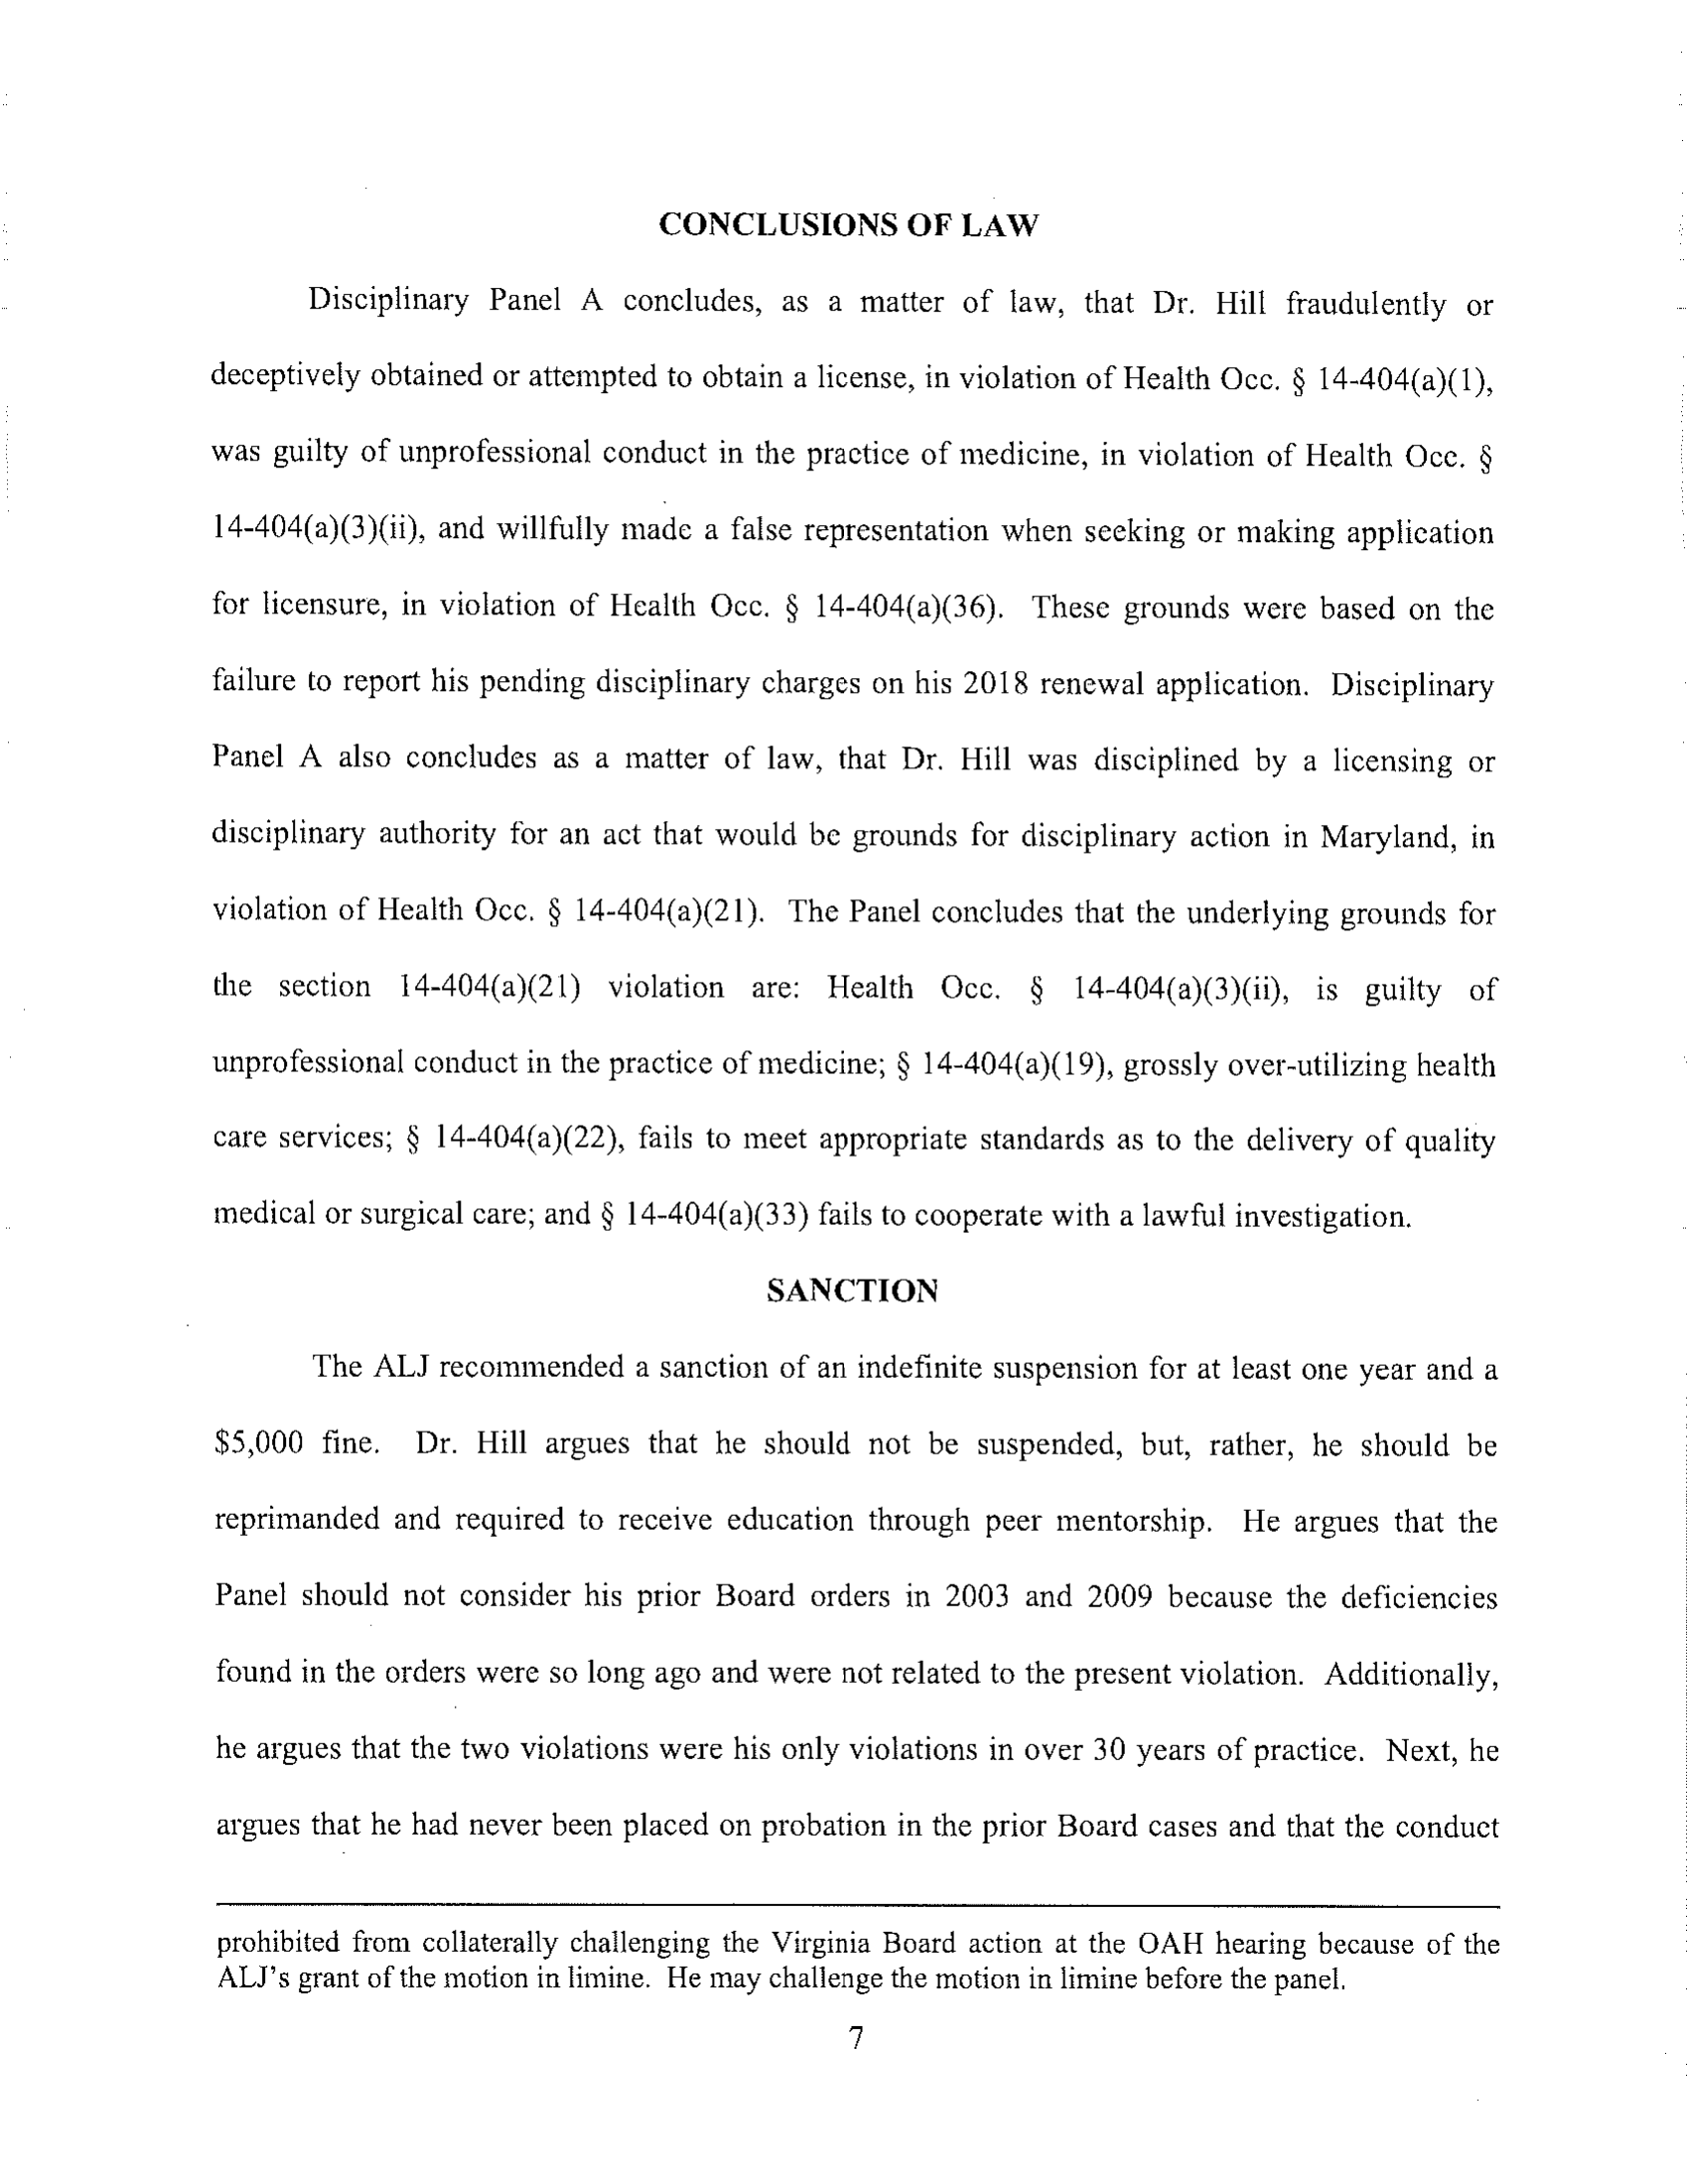 CONCLUSIONS OF LAW
Disciplinary Panel A concludes, as a matter of law, that Dr. Hill fraudulently or
deceptively obtained or attempted to obtain a license, in violation of Health Occ. § 14-404(a)(1),
was guilty of unprofessional conduct in the practice of medicine, in violation of Health Occ. §
14-404(a)(3)(ii), and willfully made a false representation when seeking or making application
for licensure, in violation of Health Occ. § 14-404(a)(36). These grounds were based on the
failure to report his pending disciplinary charges on his 2018 renewal application. Disciplinary
Panel A also concludes as a matter of law, that Dr. Hill was disciplined by a licensing or
disciplinary authority for an act that would be grounds for disciplinary action in Maryland, in
violation of Health Occ. § 14-404(a)(21). The Panel concludes that the underlying grounds for
the section 14-404(a)(21) violation are: Health Occ. § 14-404(a)(3)(ii), is guilty of
unprofessional conduct in the practice of medicine; § 14-404(a)(19), grossly over-utilizing health
care services; § 14-404(a)(22), fails to meet appropriate standards as to the delivery of quality
medical or surgical care; and § 14-404(a)(33) fails to cooperate with a lawful investigation.
SANCTION
The ALJ recommended a sanction of an indefinite suspension for at least one year and a
$5,000 fine. Dr. Hill argues that he should not be suspended, but, rather, he should be
reprimanded and required to receive education through peer mentorship. He argues that the
Panel should not consider his prior Board orders in 2003 and 2009 because the deficiencies
found in the orders were so long ago and were not related to the present violation. Additionally,
he argues that the two violations were his only violations in over 30 years of practice. Next, he
argues that he had never been placed on probation in the prior Board cases and that the conduct
prohibited from collaterally challenging the Virginia Board action at the OAH hearing because of the
ALJ's grant of the motion in limine. He may challenge the motion in limine before the panel.
7